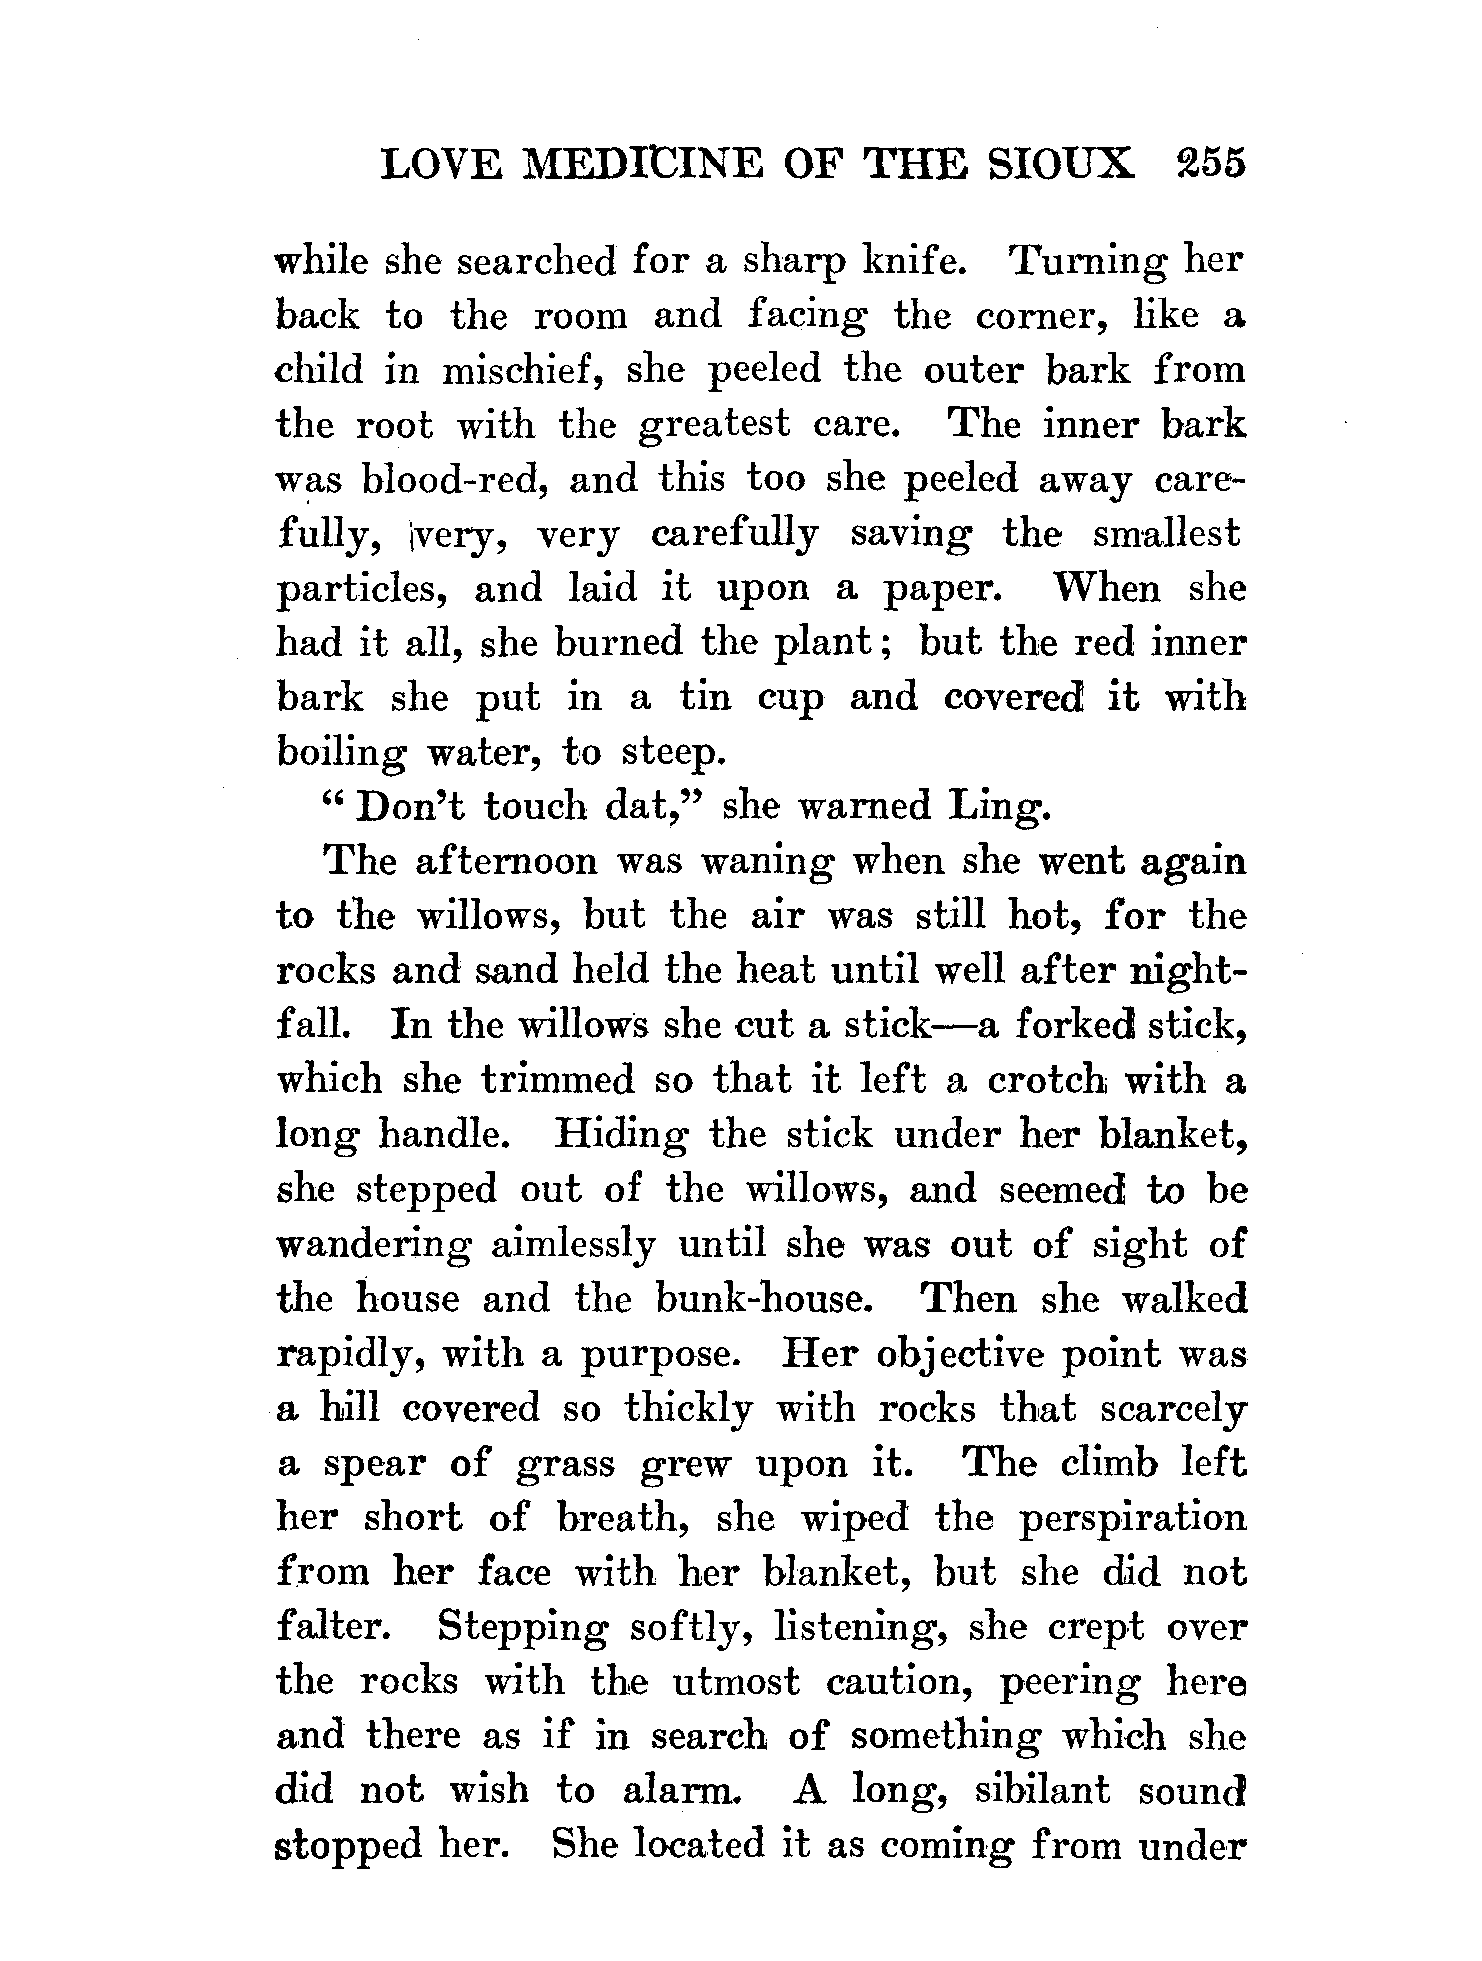 LOVE MEDICINE OF THE SIOUX 255
while she searched for a sharp knife. Turning her
back to the room and facing the corner, like a
child in mischief, she peeled the outer bark from
the root with the greatest care. The inner bark
was blood-red, and this too she peeled away care-
fully, very, very carefully saving the smallest
particles, and laid it upon a paper. When she
had it all, she burned the plant; but the red inner
bark she put in a tin cup and covered it with
boiling water, to steep.
“Don’t touch dat,” she warned Ling.
The afternoon was waning when she went again
to the willows, but the air was still hot, for the
rocks and sand held the heat until well after night-
fall. In the willows she cut a stick—a forked stick,
which she trimmed so that it left a crotch with a
long handle. Hiding the stick under her blanket,
she stepped out of the willows, and seemed to be
wandering aimlessly until she was out of sight of
the house and the bunk-house. Then she walked
rapidly, with a purpose. Her objective point was
a hill covered so thickly with rocks that scarcely
a spear of grass grew upon it. The climb left
her short of breath, she wiped the perspiration
from her face with her blanket, but she did not
falter. Stepping softly, listening, she crept over
the rocks with the utmost caution, peering here
and there as if in search of something which she
did not wish to alarm. A long, sibilant sound
stopped her. She located it as coming from under